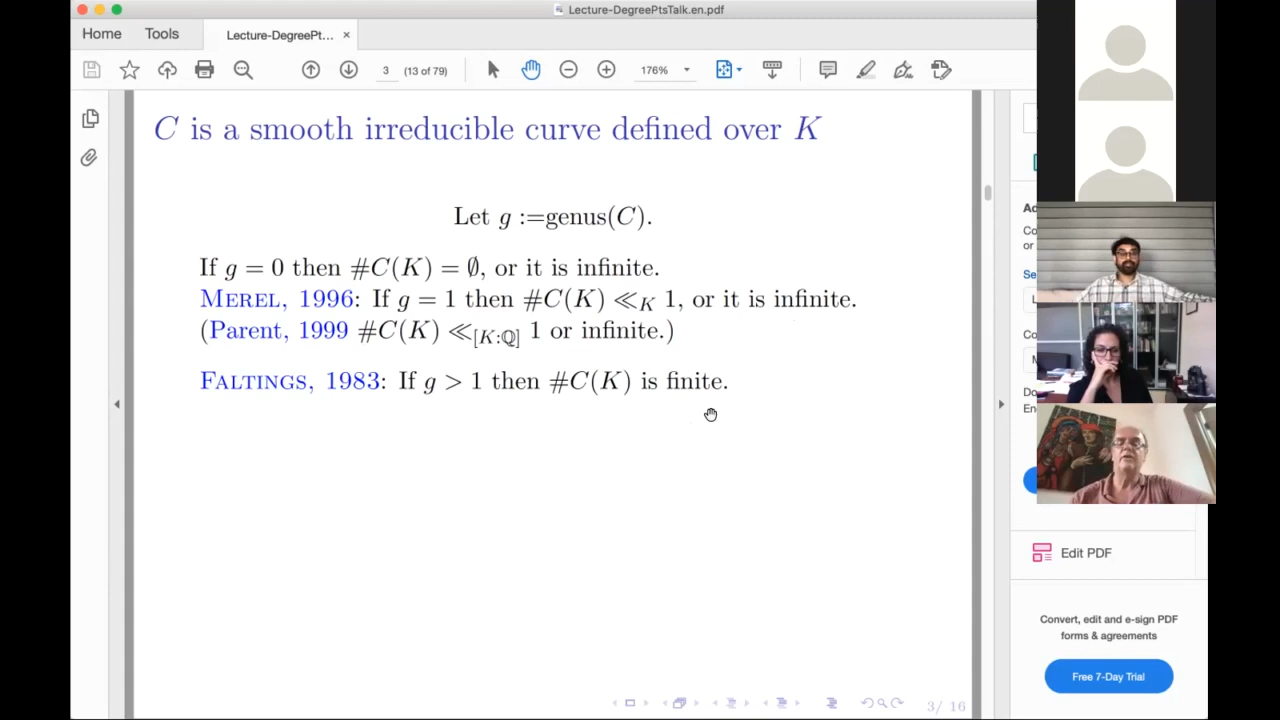 Lecture-DegreePtsTalk.en.pdf
Home Tools Lecture-DegreePt... ×
3 (13 of 79) 176%
C is a smooth irreducible curve defined over K
Let g :=genus(C).
If g = 0 then #C(K) = ∅, or it is infinite.
MEREL, 1996: If g = 1 then #C(K) ≪_K 1, or it is infinite.
(Parent, 1999 #C(K) ≪_[K:ℚ] 1 or infinite.)
FALTINGS, 1983: If g > 1 then #C(K) is finite.
3/ 16
Edit PDF
Convert, edit and e-sign PDF
forms & agreements
Free 7-Day Trial